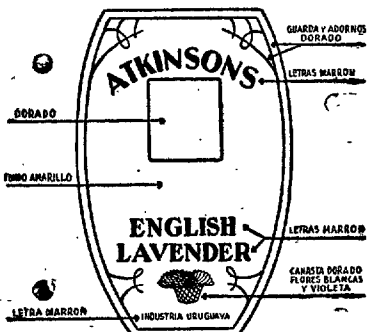 GUARDA Y ADORNOS
DORADO
ATKINSONS
LETRAS MARRON
DORADO
FONDO AMARILLO
ENGLISH
LAVENDER
LETRAS MARRON
CANASTA DORADO
FLORES BLANCAS
Y VIOLETA
LETRA MARRON
INDUSTRIA URUGUAYA